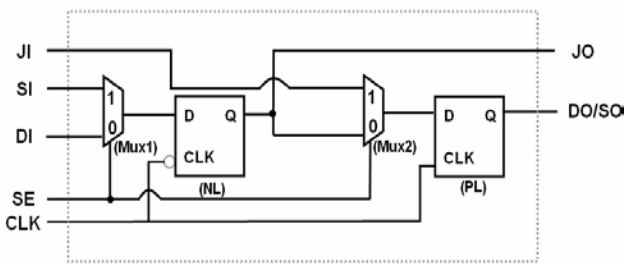 JI
JO
SI
1
1
D Q
D Q
DO/SO
DI
0
0
(Mux1)
CLK
(Mux2)
CLK
(NL)
(PL)
SE
CLK